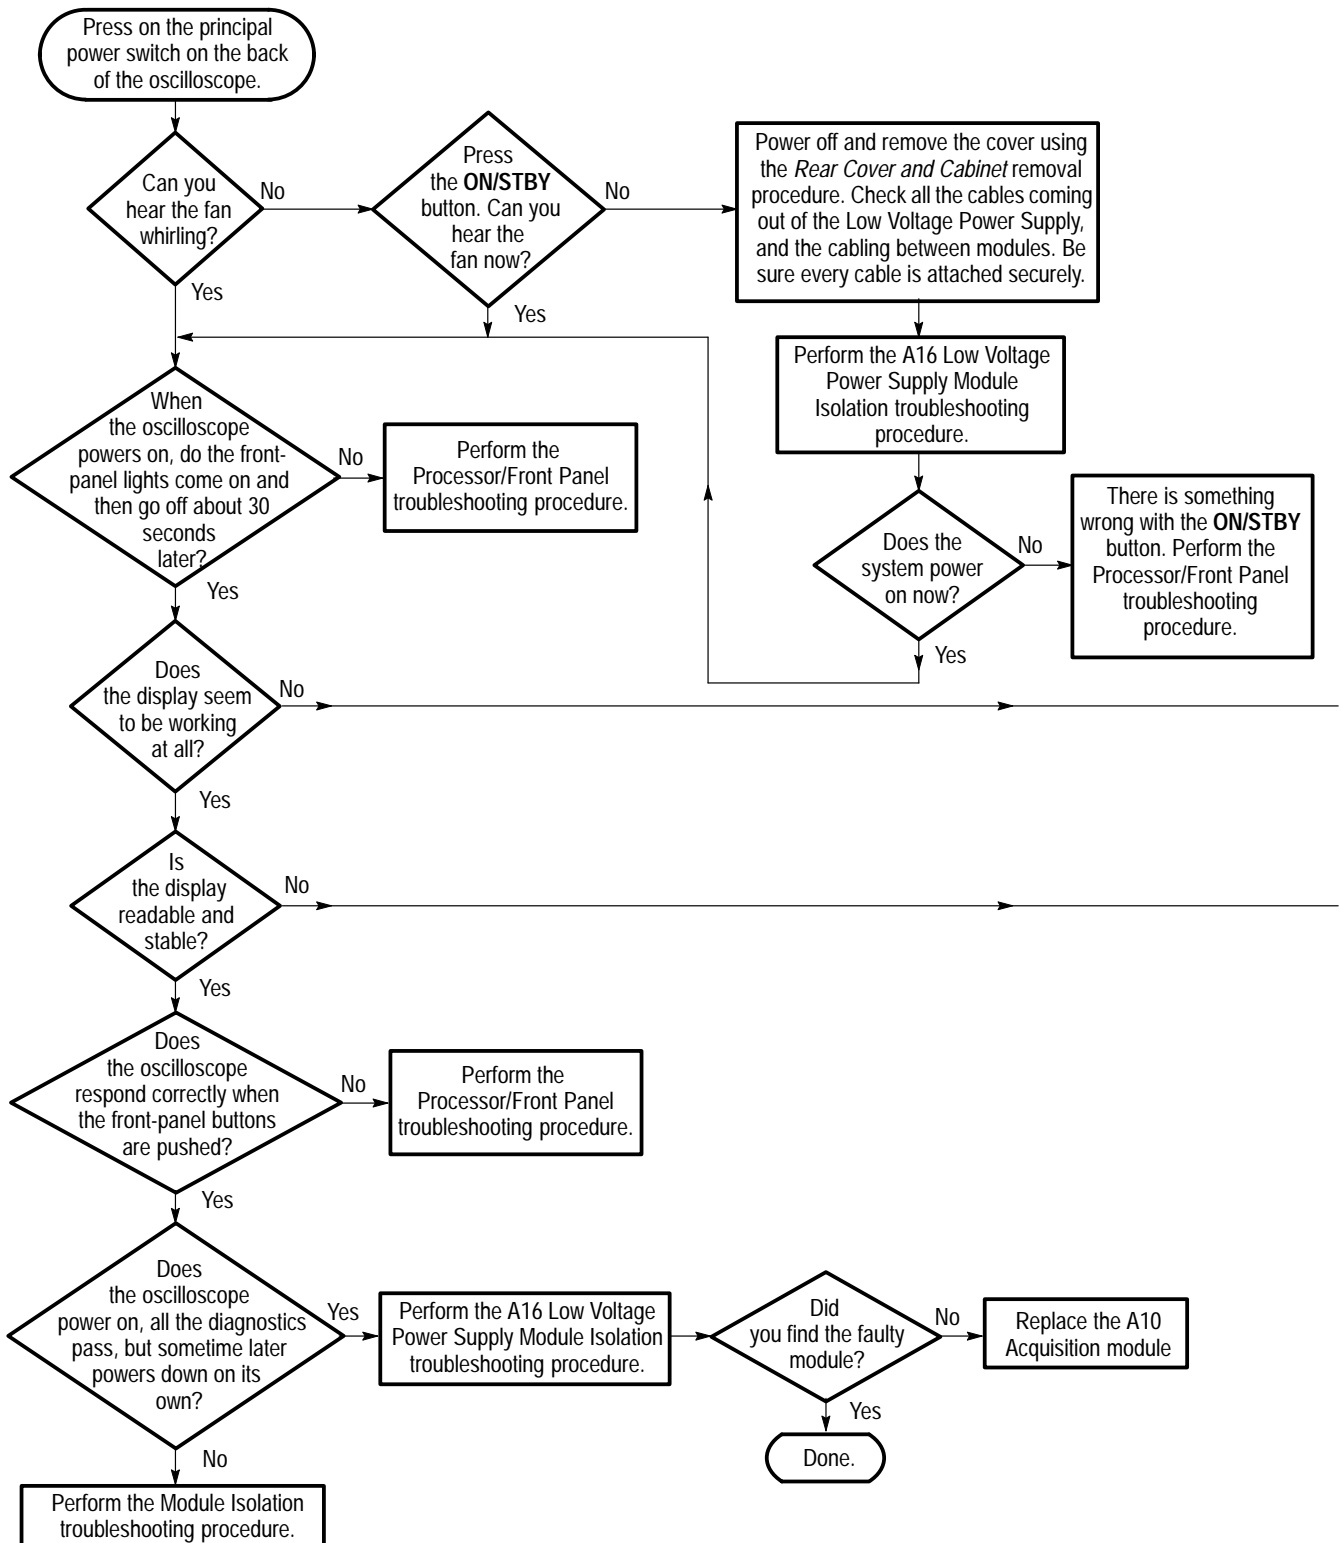 Press on the principal
power switch on the back
of the oscilloscope.
Can you
hear the fan
whirling?
No
Yes
Press
the ON/STBY
button. Can you
hear the
fan now?
No
Yes
Power off and remove the cover using
the Rear Cover and Cabinet removal
procedure. Check all the cables coming
out of the Low Voltage Power Supply,
and the cabling between modules. Be
sure every cable is attached securely.
Perform the A16 Low Voltage
Power Supply Module
Isolation troubleshooting
procedure.
Does the
system power
on now?
No
Yes
There is something
wrong with the ON/STBY
button. Perform the
Processor/Front Panel
troubleshooting
procedure.
When
the oscilloscope
powers on, do the front-
panel lights come on and
then go off about 30
seconds
later?
No
Yes
Perform the
Processor/Front Panel
troubleshooting procedure.
Does
the display seem
to be working
at all?
No
Yes
Is
the display
readable and
stable?
No
Yes
Does
the oscilloscope
respond correctly when
the front-panel buttons
are pushed?
No
Yes
Perform the
Processor/Front Panel
troubleshooting procedure.
Does
the oscilloscope
power on, all the diagnostics
pass, but sometime later
powers down on its
own?
Yes
No
Perform the A16 Low Voltage
Power Supply Module Isolation
troubleshooting procedure.
Did
you find the faulty
module?
No
Yes
Replace the A10
Acquisition module
Done.
Perform the Module Isolation
troubleshooting procedure.